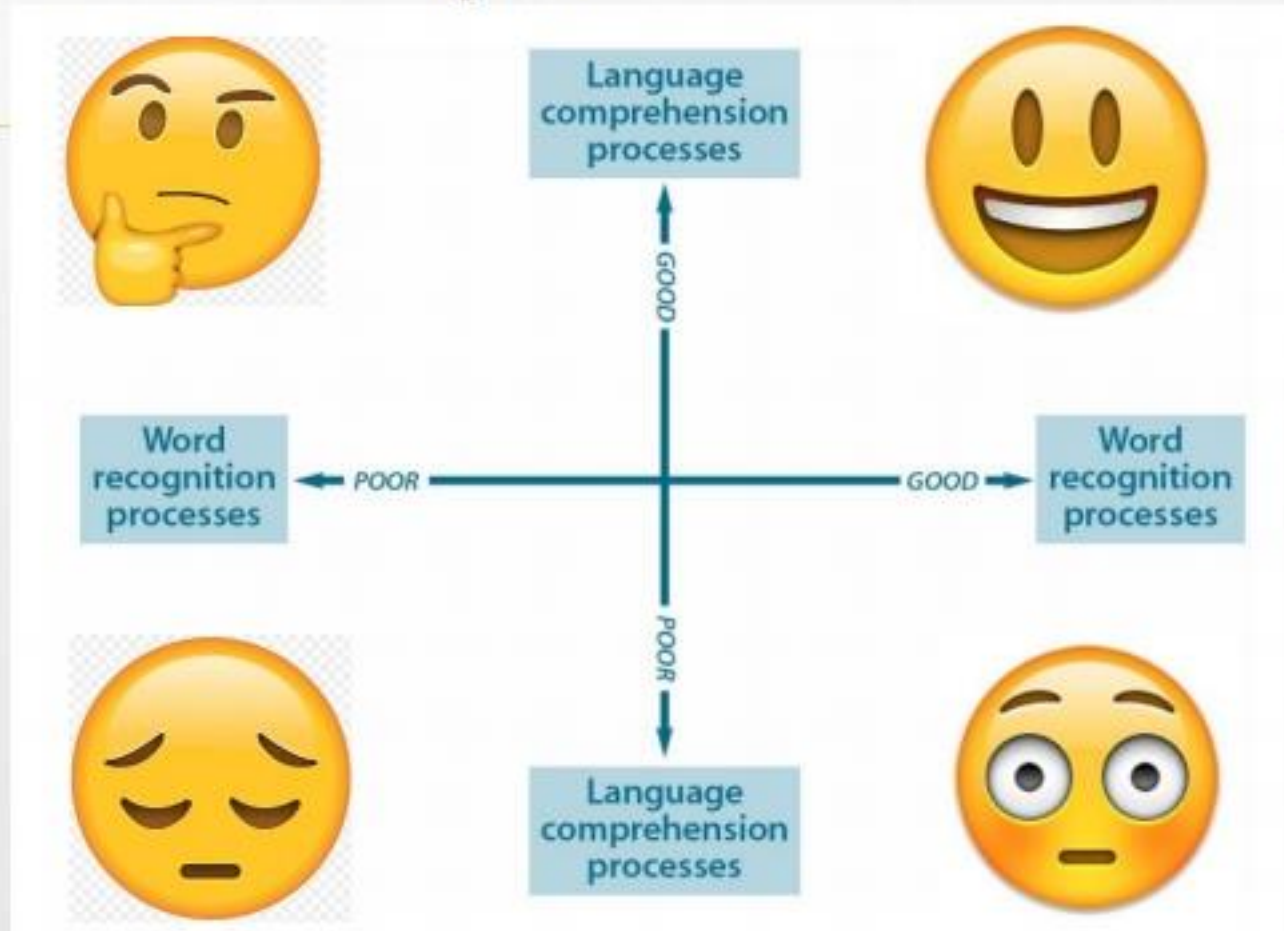 Language
comprehension
processes
GOOD
Word
recognition
processes
POOR
GOOD
Word
recognition
processes
POOR
Language
comprehension
processes